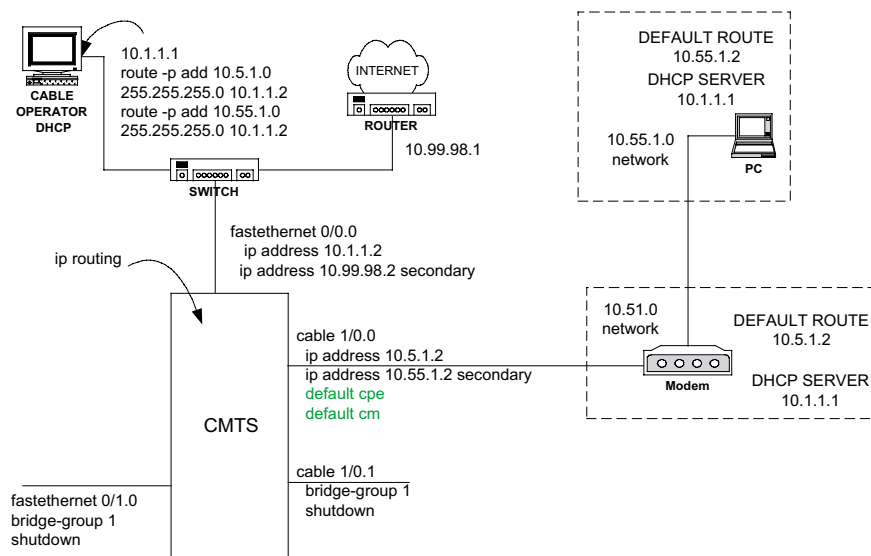 10.1.1.1
route -p add 10.5.1.0
255.255.255.0 10.1.1.2
route -p add 10.55.1.0
255.255.255.0 10.1.1.2
CABLE
OPERATOR
DHCP
INTERNET
ROUTER
10.99.98.1
SWITCH
DEFAULT ROUTE
10.55.1.2
DHCP SERVER
10.1.1.1
10.55.1.0
network
PC
fastethernet 0/0.0
ip address 10.1.1.2
ip address 10.99.98.2 secondary
ip routing
cable 1/0.0
ip address 10.5.1.2
ip address 10.55.1.2 secondary
default cpe
default cm
10.51.0
network
DEFAULT ROUTE
10.5.1.2
Modem
DHCP SERVER
10.1.1.1
CMTS
cable 1/0.1
bridge-group 1
shutdown
fastethernet 0/1.0
bridge-group 1
shutdown